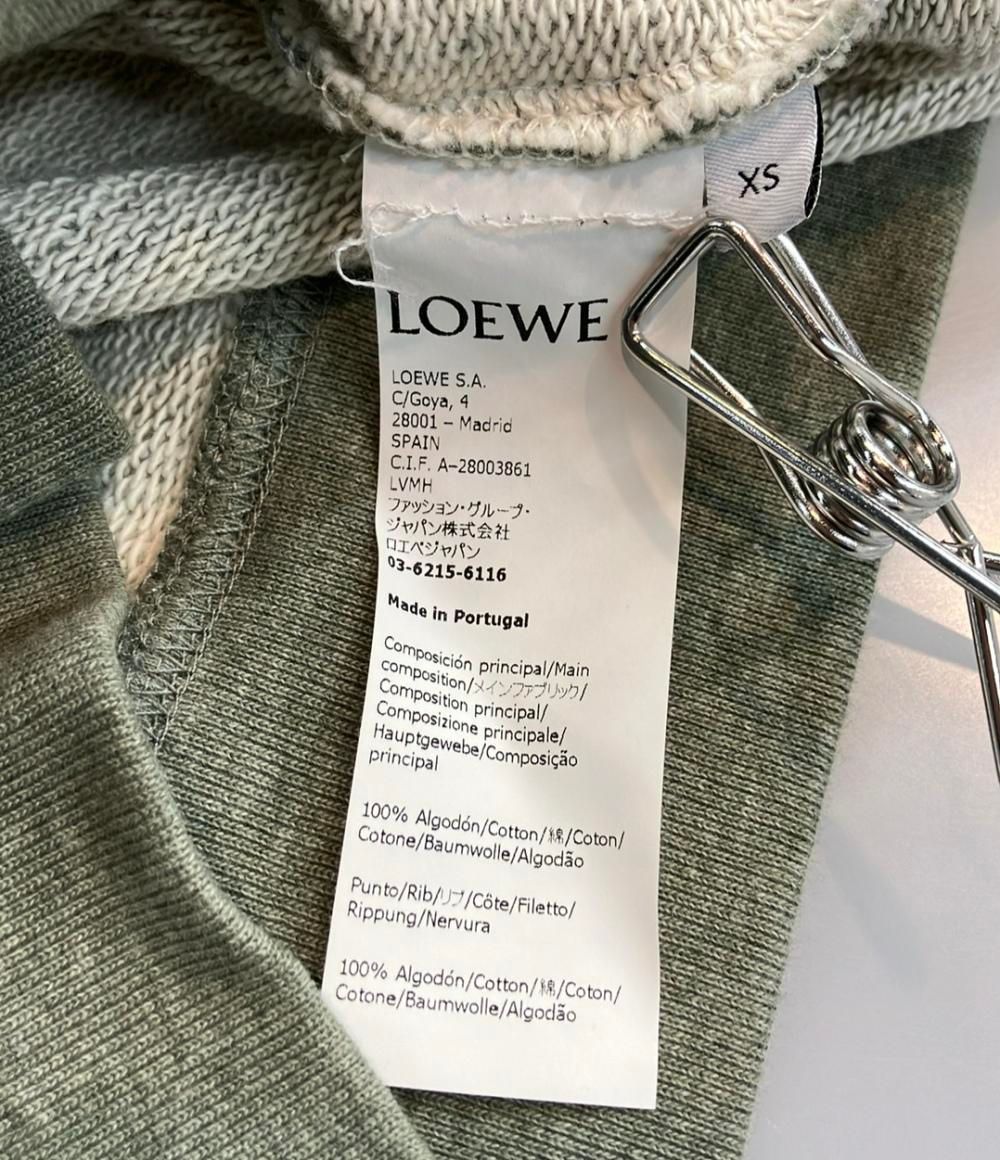 XS
LOEWE
LOEWE S.A.
C/Goya, 4
28001 – Madrid
SPAIN
C.I.F. A-28003861
LVMH
ファッション・グループ・
ジャパン株式会社
ロエベジャパン
03-6215-6116
Made in Portugal
Composición principal/Main
composition/メインファブリック/
Composition principal/
Composizione principale/
Hauptgewebe/Composição
principal
100% Algodón/Cotton/綿/Coton/
Cotone/Baumwolle/Algodão
Punto/Rib/リブ/Côte/Filetto/
Rippung/Nervura
100% Algodón/Cotton/綿/Coton/
Cotone/Baumwolle/Algodão